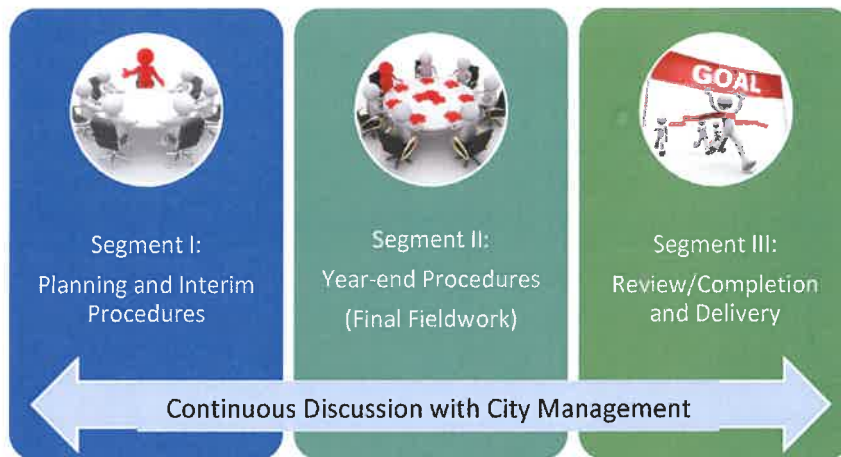 GOAL
Segment I:
Planning and Interim
Procedures
Segment II:
Year-end Procedures
(Final Fieldwork)
Segment III:
Review/Completion
and Delivery
Continuous Discussion with City Management